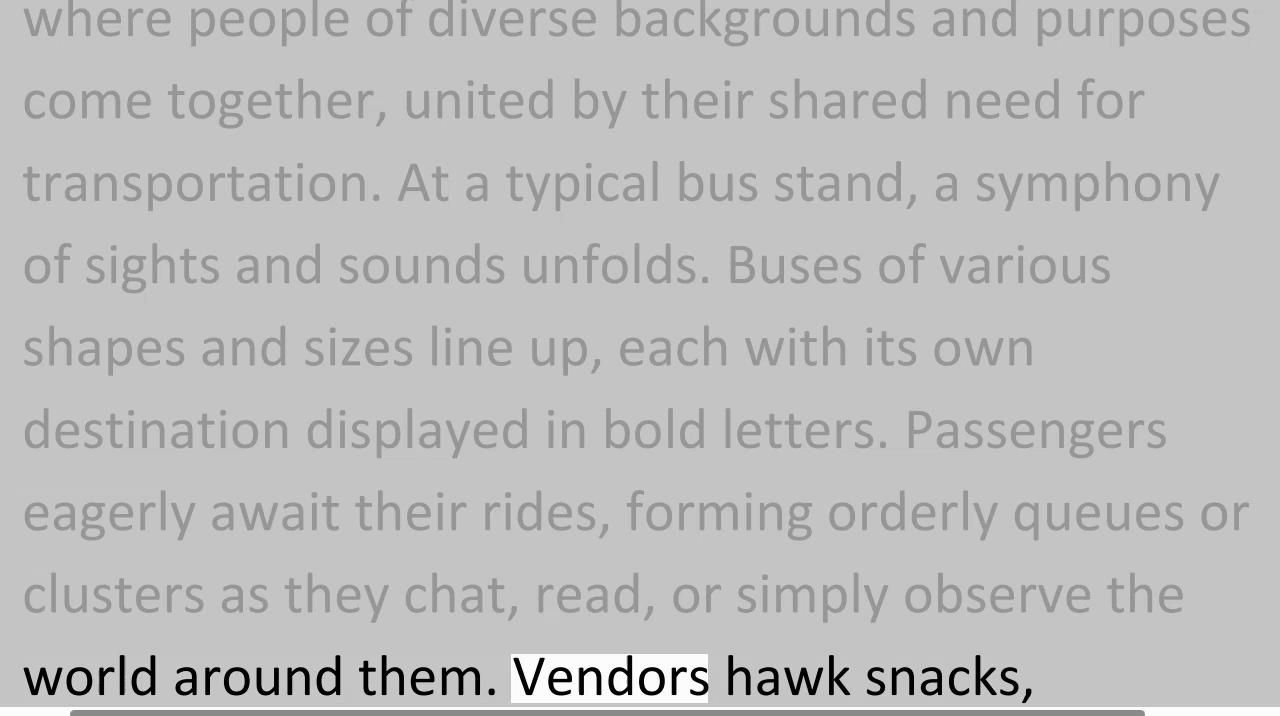 where people of diverse backgrounds and purposes
come together, united by their shared need for
transportation. At a typical bus stand, a symphony
of sights and sounds unfolds. Buses of various
shapes and sizes line up, each with its own
destination displayed in bold letters. Passengers
eagerly await their rides, forming orderly queues or
clusters as they chat, read, or simply observe the
world around them. Vendors hawk snacks,